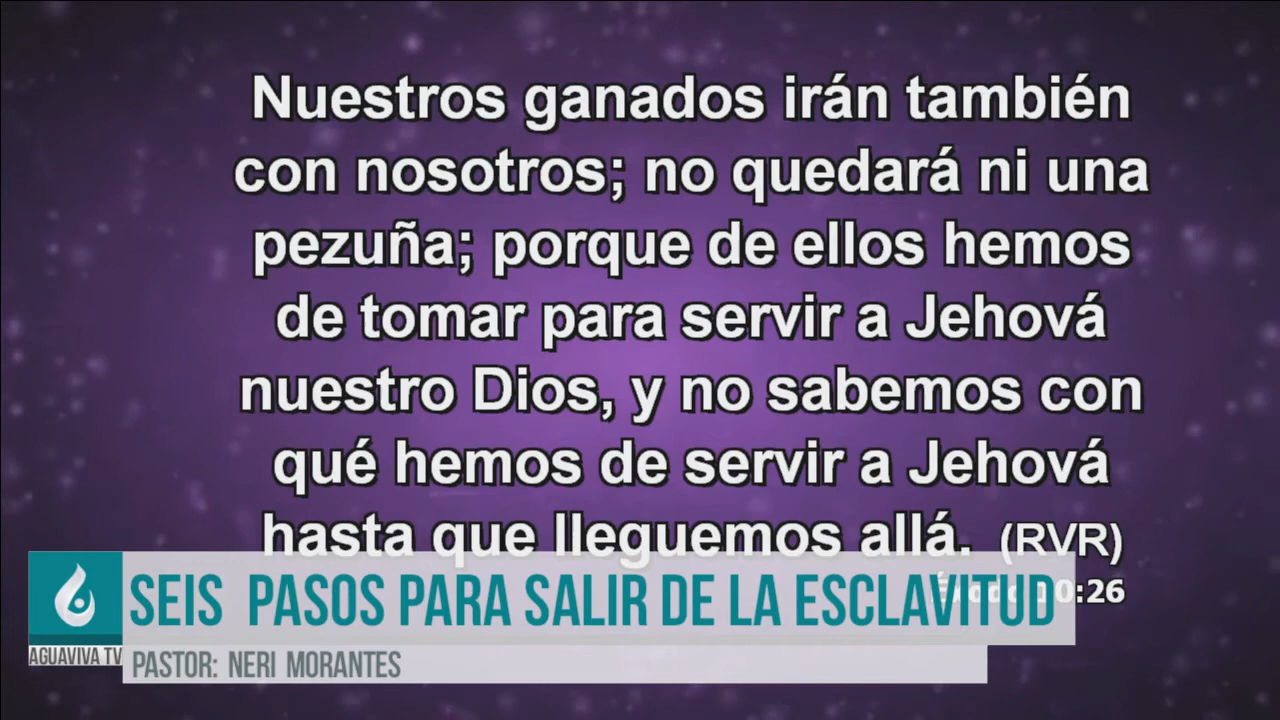 Nuestros ganados irán también
con nosotros; no quedará ni una
pezuña; porque de ellos hemos
de tomar para servir a Jehová
nuestro Dios, y no sabemos con
qué hemos de servir a Jehová
hasta que lleguemos allá. (RVR)
Éxodo 10:26
SEIS PASOS PARA SALIR DE LA ESCLAVITUD
AGUAVIVA TV
PASTOR: NERI MORANTES